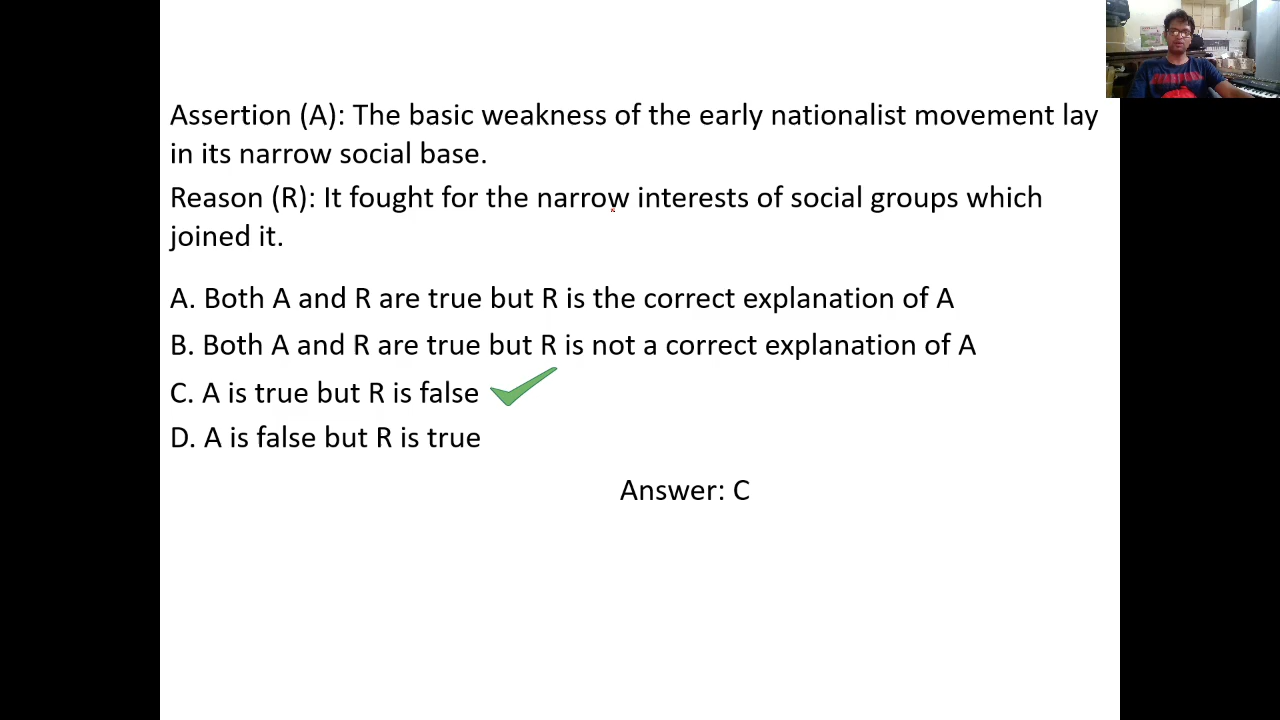 Assertion (A): The basic weakness of the early nationalist movement lay
in its narrow social base.
Reason (R): It fought for the narrow interests of social groups which
joined it.
A. Both A and R are true but R is the correct explanation of A
B. Both A and R are true but R is not a correct explanation of A
C. A is true but R is false
D. A is false but R is true
Answer: C